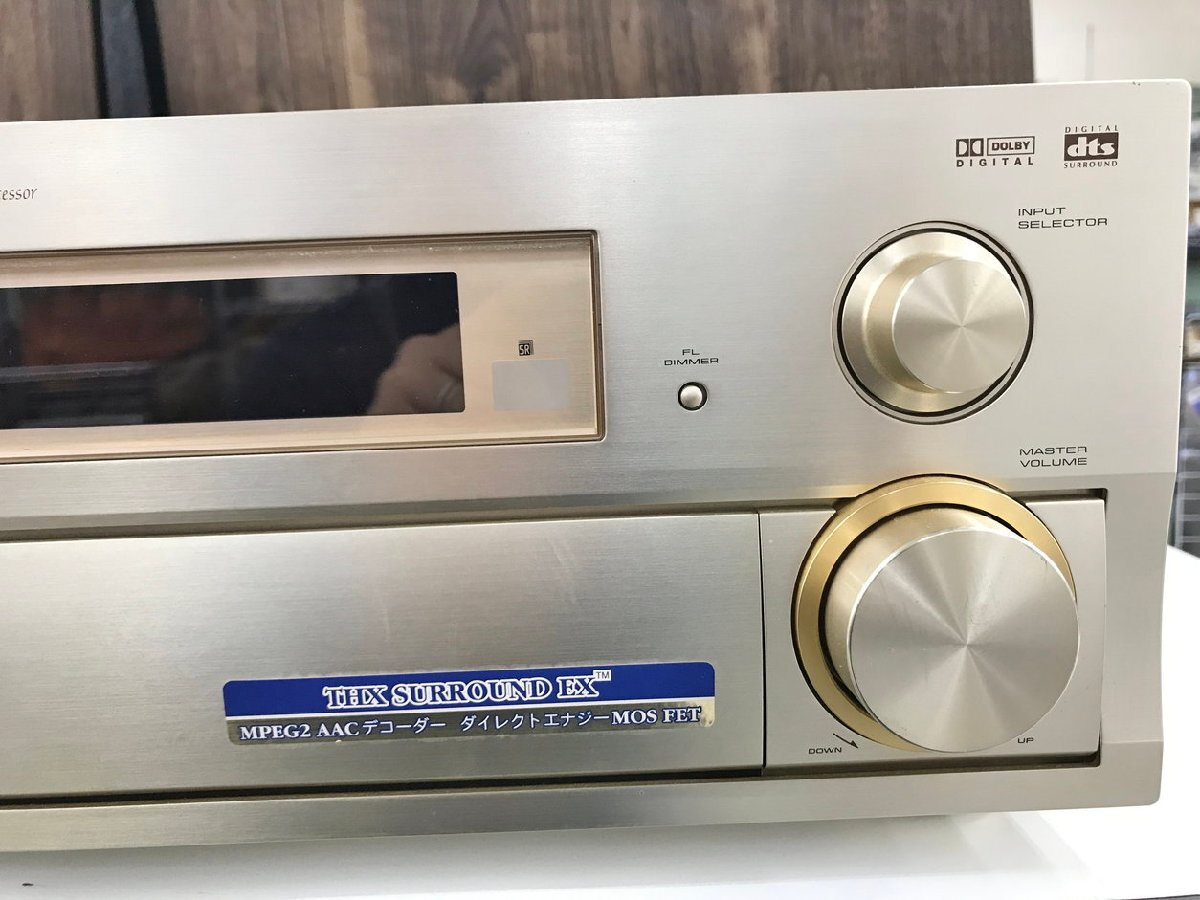 DOLBY
DIGITAL
DIGITAL
dts
SURROUND
INPUT
SELECTOR
SR
FL
DIMMER
MASTER
VOLUME
THX SURROUND EX™
MPEG2 AACデコーダー ダイレクトエナジーMOS FET
DOWN
UP